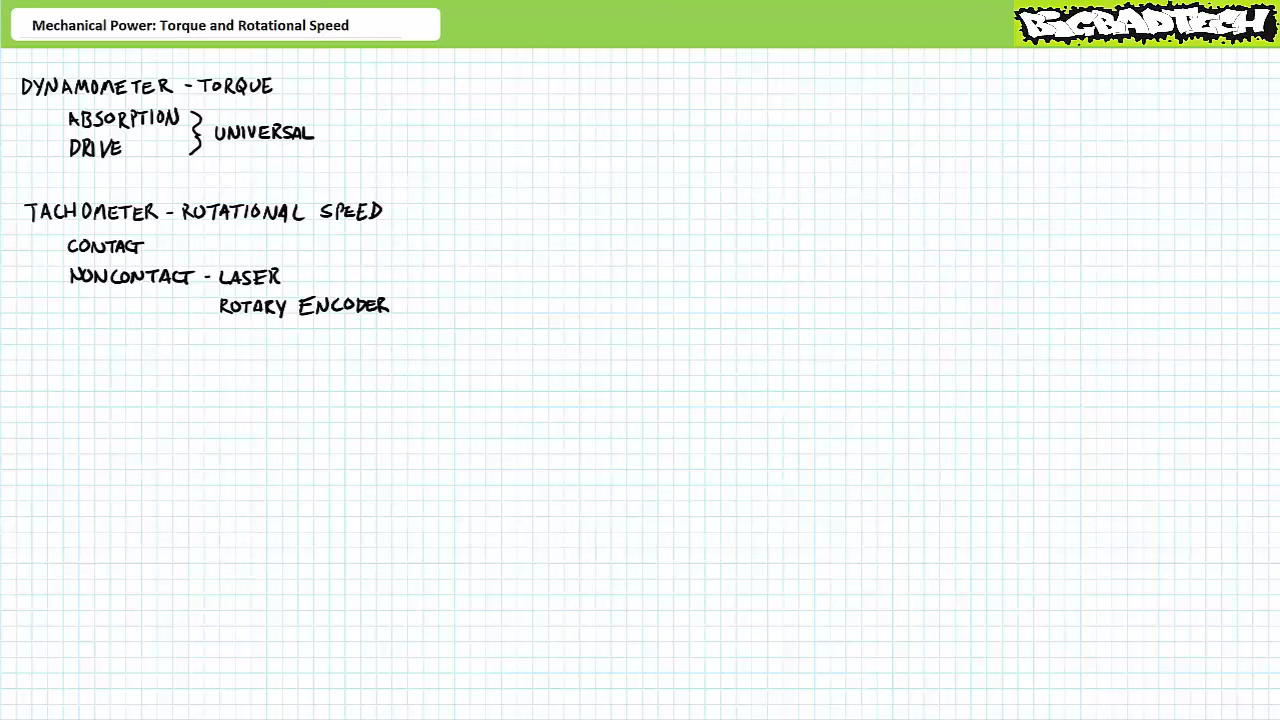 Mechanical Power: Torque and Rotational Speed
BIGBADTECH
DYNAMOMETER - TORQUE
ABSORPTION
DRIVE
} UNIVERSAL
TACHOMETER - ROTATIONAL SPEED
CONTACT
NONCONTACT - LASER
ROTARY ENCODER